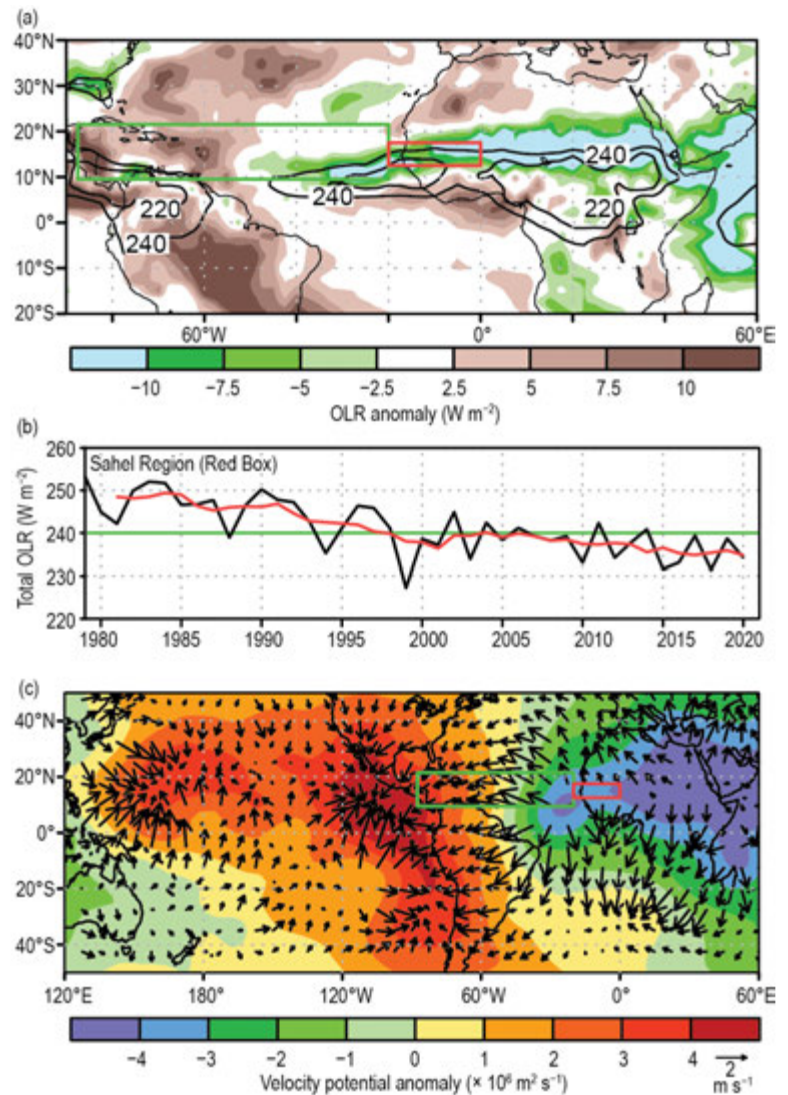 (a)
40°N
30°N
20°N
10°N
0°N
10°S
20°S
240
240
220
220
240
60°W 0° 60°E
−10 −7.5 −5 −2.5 2.5 5 7.5 10
OLR anomaly (W m⁻²)
(b)
260
250
240
230
220
Total OLR (W m⁻²)
Sahel Region (Red Box)
1980 1985 1990 1995 2000 2005 2010 2015 2020
(c)
40°N
20°N
0°N
20°S
40°S
120°E 180° 120°W 60°W 0° 60°E
−4 −3 −2 −1 0 1 2 3 4
Velocity potential anomaly (× 10⁶ m² s⁻¹)
2
m s⁻¹